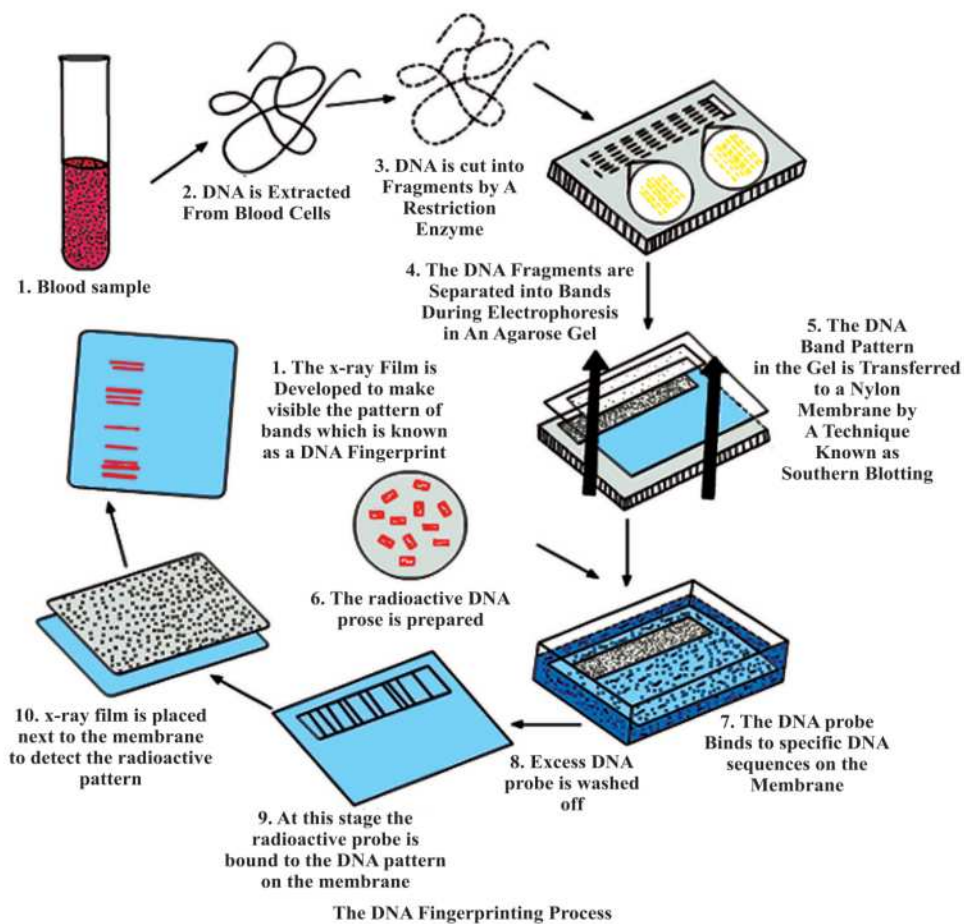 1. Blood sample
2. DNA is Extracted
From Blood Cells
3. DNA is cut into
Fragments by A
Restriction
Enzyme
4. The DNA Fragments are
Separated into Bands
During Electrophoresis
in An Agarose Gel
5. The DNA
Band Pattern
in the Gel is Transferred
to a Nylon
Membrane by
A Technique
Known as
Southern Blotting
1. The x-ray Film is
Developed to make
visible the pattern of
bands which is known
as a DNA Fingerprint
6. The radioactive DNA
prose is prepared
7. The DNA probe
Binds to specific DNA
sequences on the
Membrane
8. Excess DNA
probe is washed
off
9. At this stage the
radioactive probe is
bound to the DNA pattern
on the membrane
10. x-ray film is placed
next to the membrane
to detect the radioactive
pattern
The DNA Fingerprinting Process